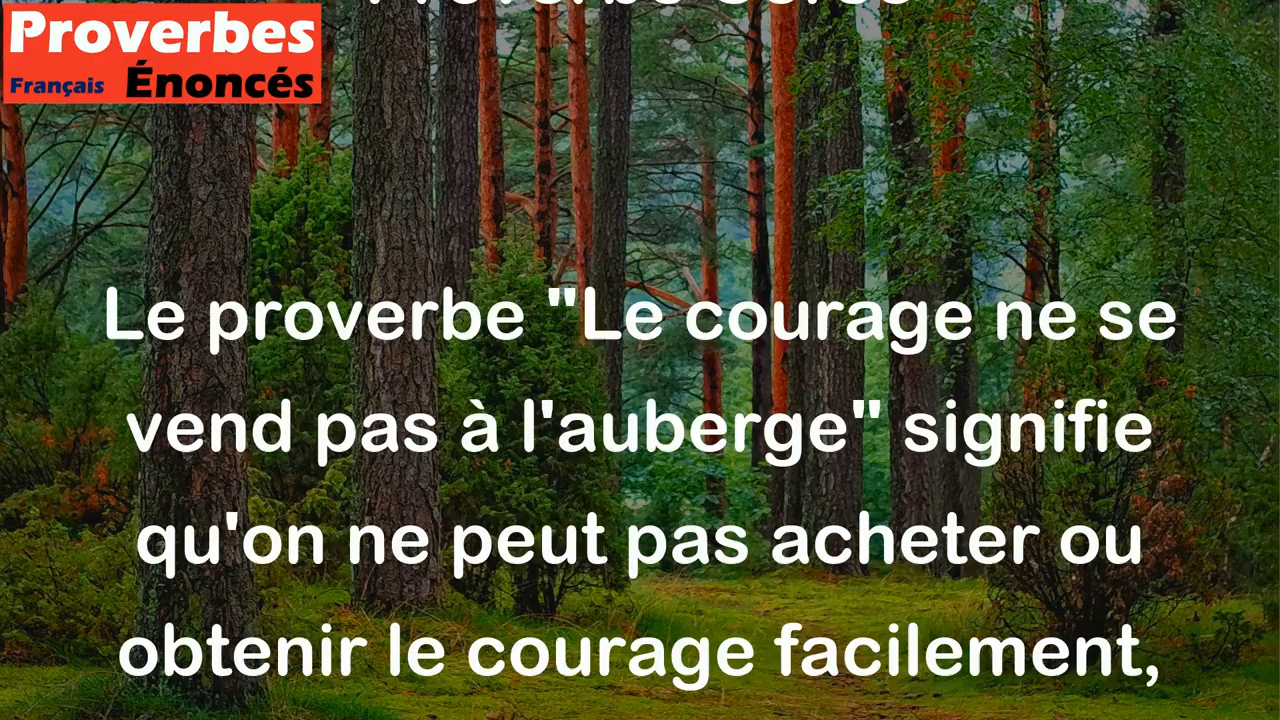 Proverbes
Français Énoncés
Le proverbe "Le courage ne se
vend pas à l'auberge" signifie
qu'on ne peut pas acheter ou
obtenir le courage facilement,